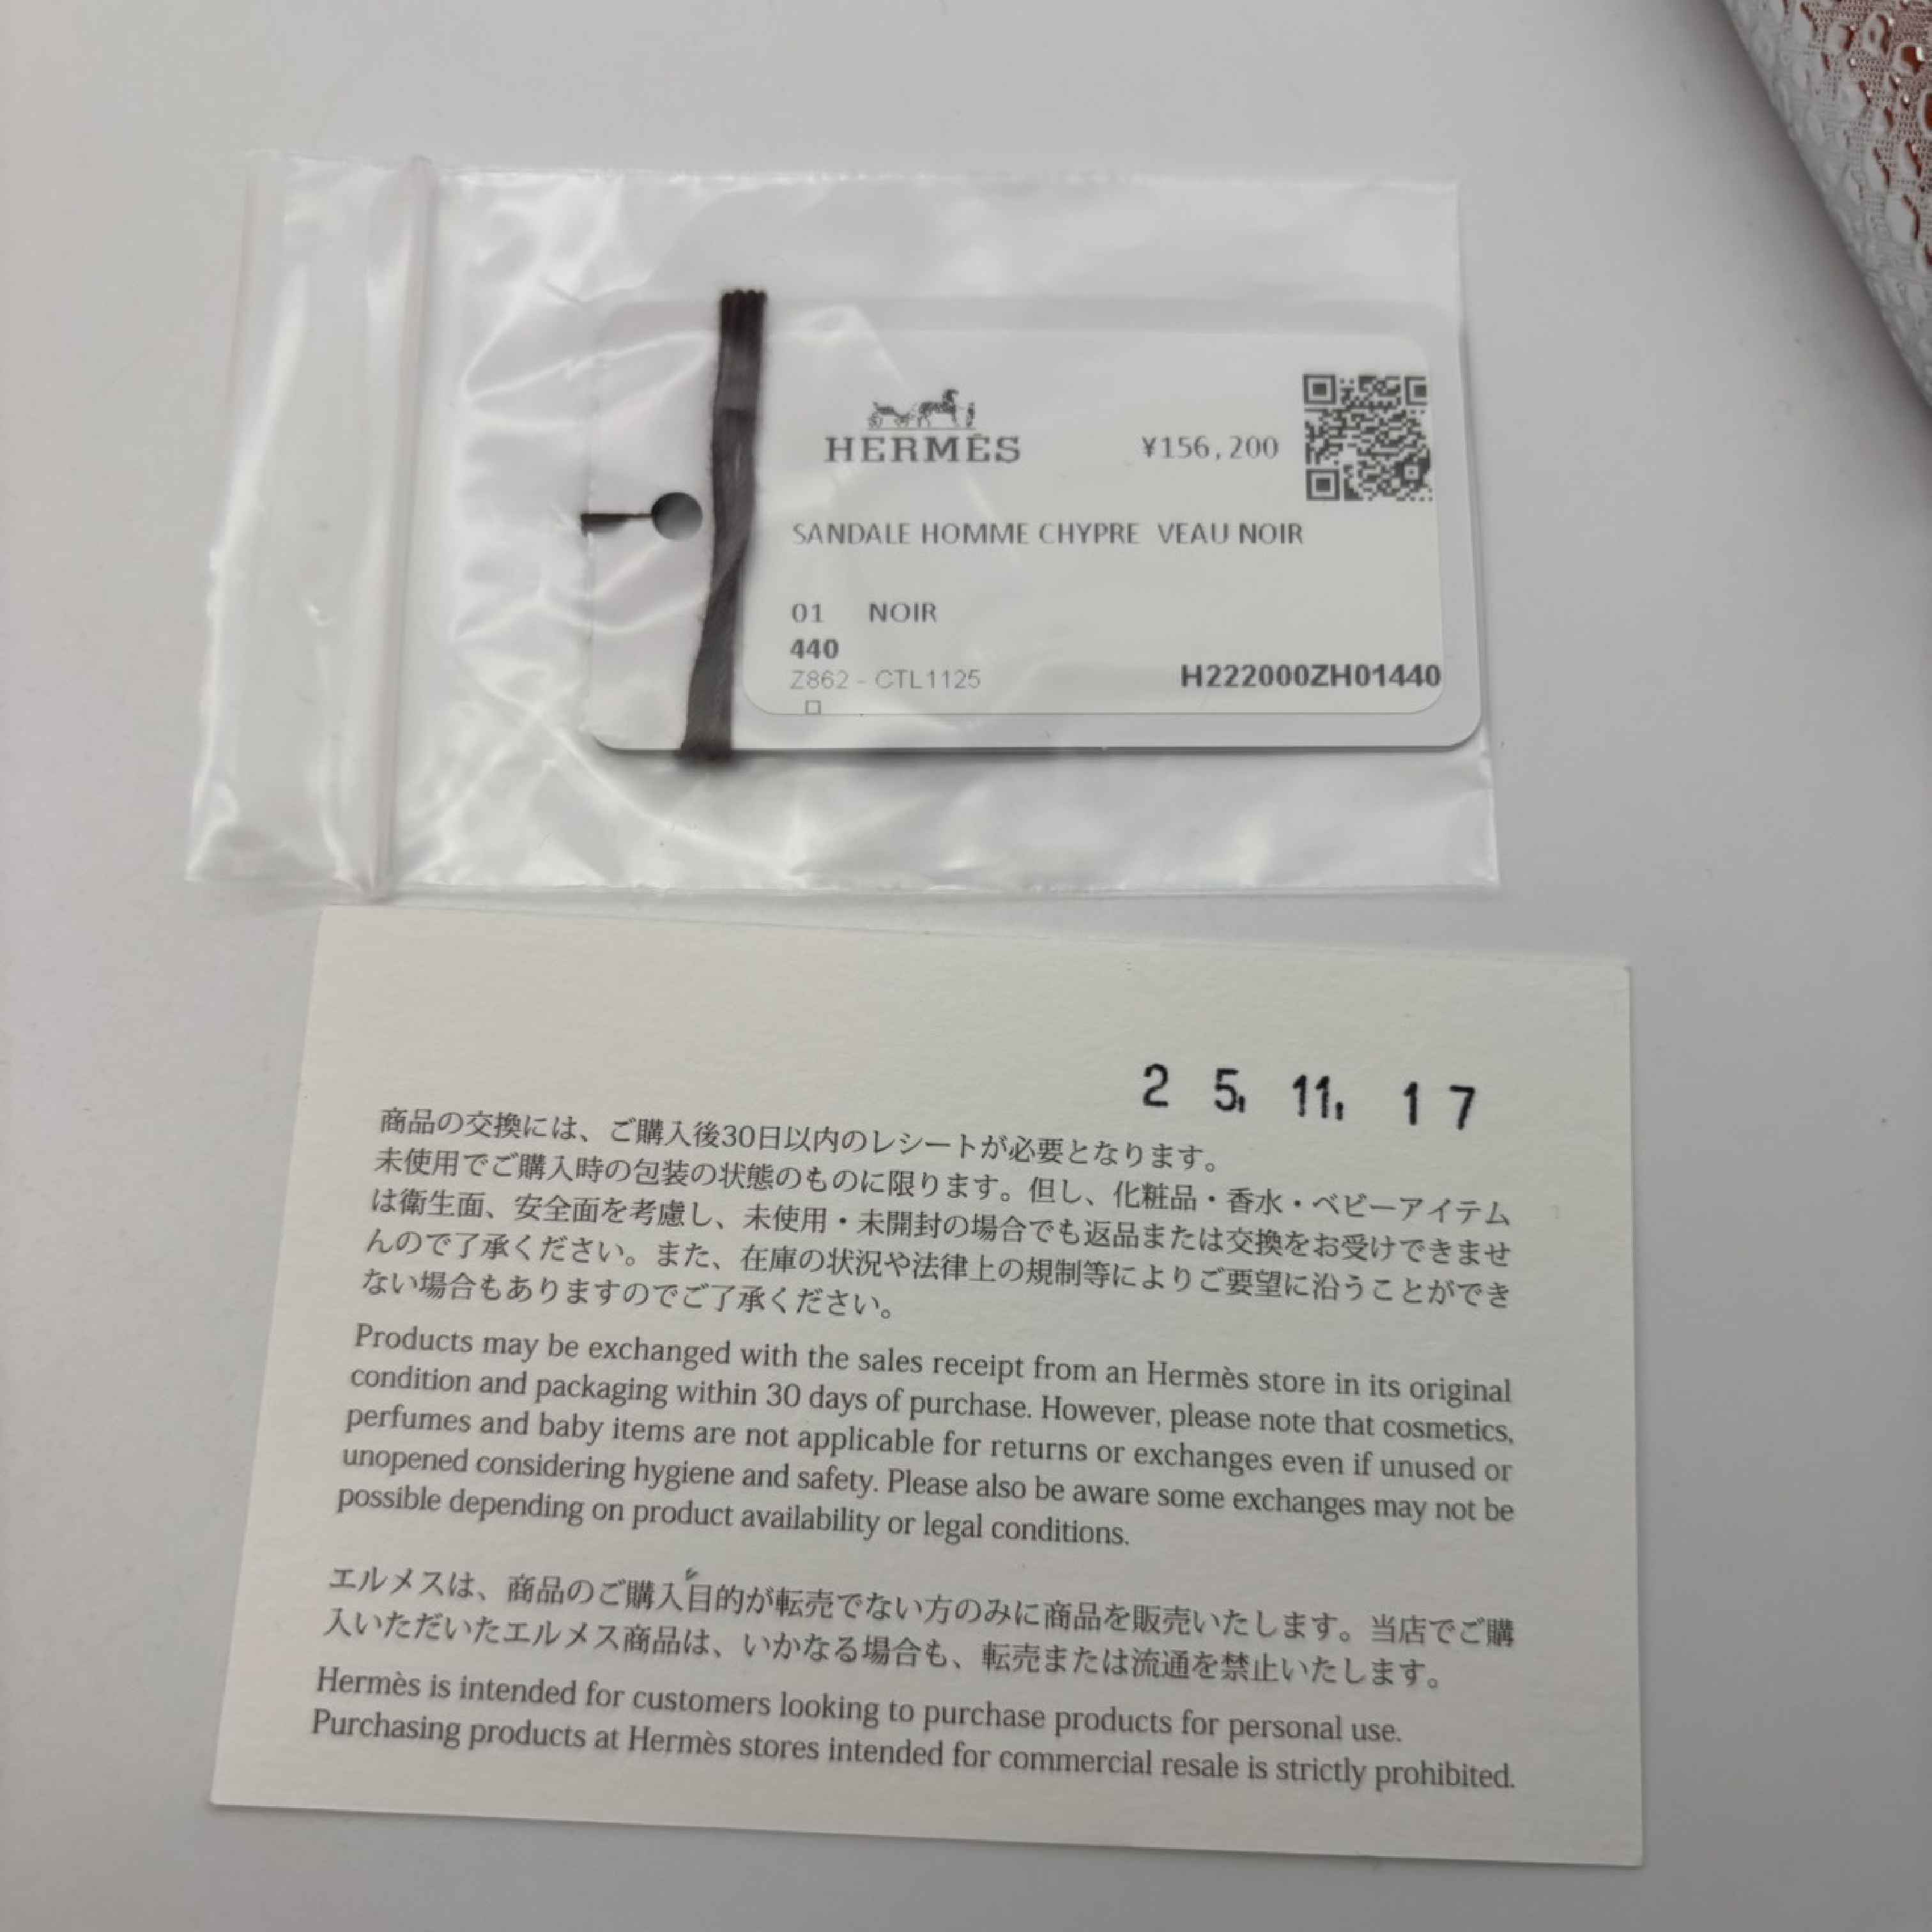 HERMÈS
¥156,200
SANDALE HOMME CHYPRE VEAU NOIR
01 NOIR
440
Z862 - CTL1125
H222000ZH01440
25, 11, 17
商品の交換には、ご購入後30日以内のレシートが必要となります。
未使用でご購入時の包装の状態のものに限ります。但し、化粧品・香水・ベビーアイテム
は衛生面、安全面を考慮し、未使用・未開封の場合でも返品または交換をお受けできませ
んので了承ください。また、在庫の状況や法律上の規制等によりご要望に沿うことができ
ない場合もありますのでご了承ください。
Products may be exchanged with the sales receipt from an Hermès store in its original
condition and packaging within 30 days of purchase. However, please note that cosmetics,
perfumes and baby items are not applicable for returns or exchanges even if unused or
unopened considering hygiene and safety. Please also be aware some exchanges may not be
possible depending on product availability or legal conditions.
エルメスは、商品のご購入目的が転売でない方のみに商品を販売いたします。当店でご購
入いただいたエルメス商品は、いかなる場合も、転売または流通を禁止いたします。
Hermès is intended for customers looking to purchase products for personal use.
Purchasing products at Hermès stores intended for commercial resale is strictly prohibited.